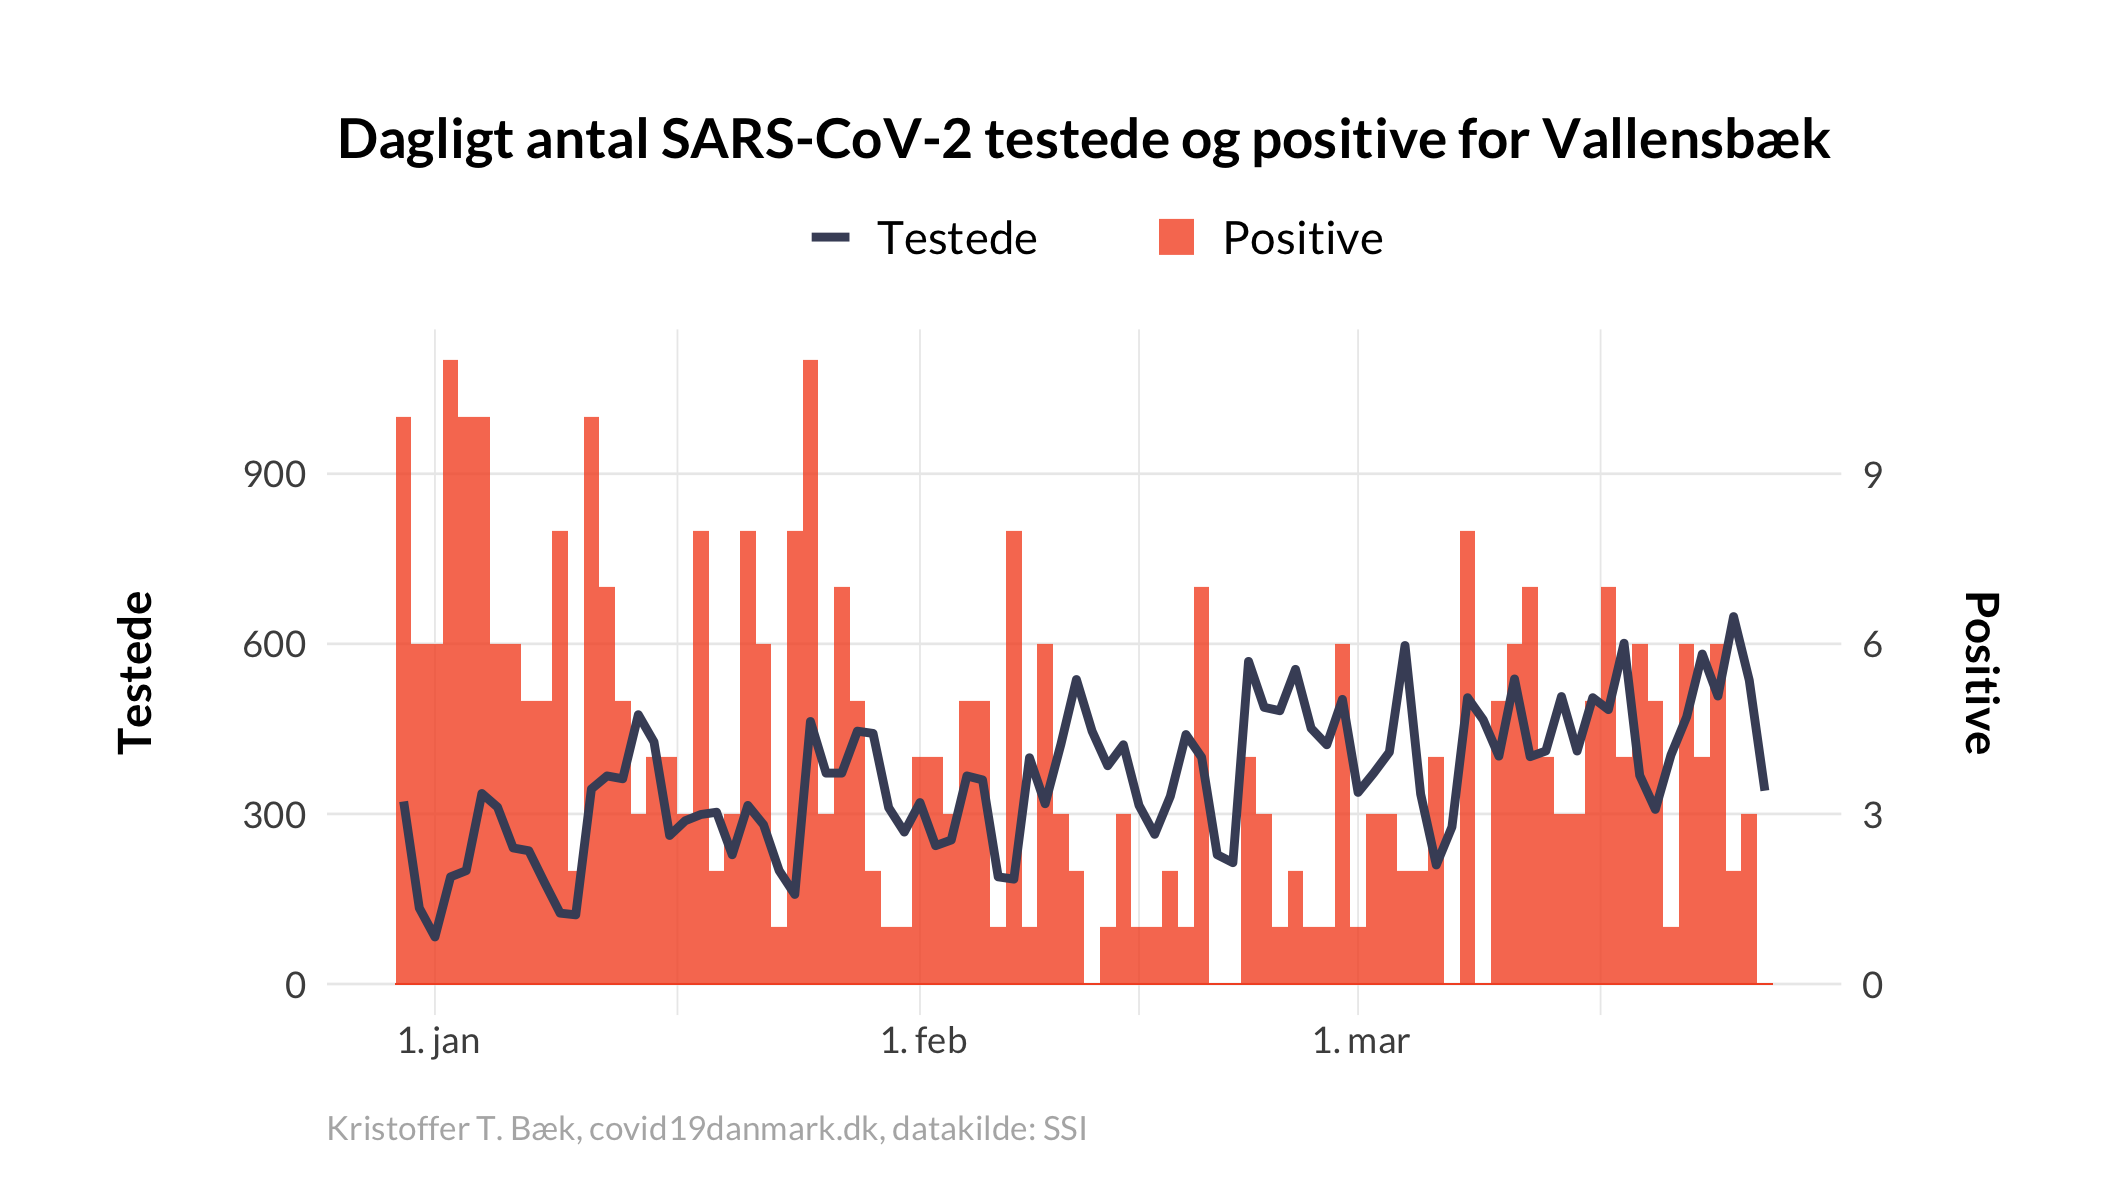 Dagligt antal SARS-CoV-2 testede og positive for Vallensbæk
Testede
Positive
Testede
900
600
300
0
9
6
3
0
Positive
1. jan
1. feb
1. mar
Kristoffer T. Bæk, covid19danmark.dk, datakilde: SSI